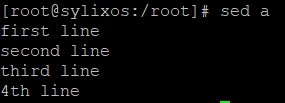 [root@sylixos:/root]# sed a
first line
second line
third line
4th line